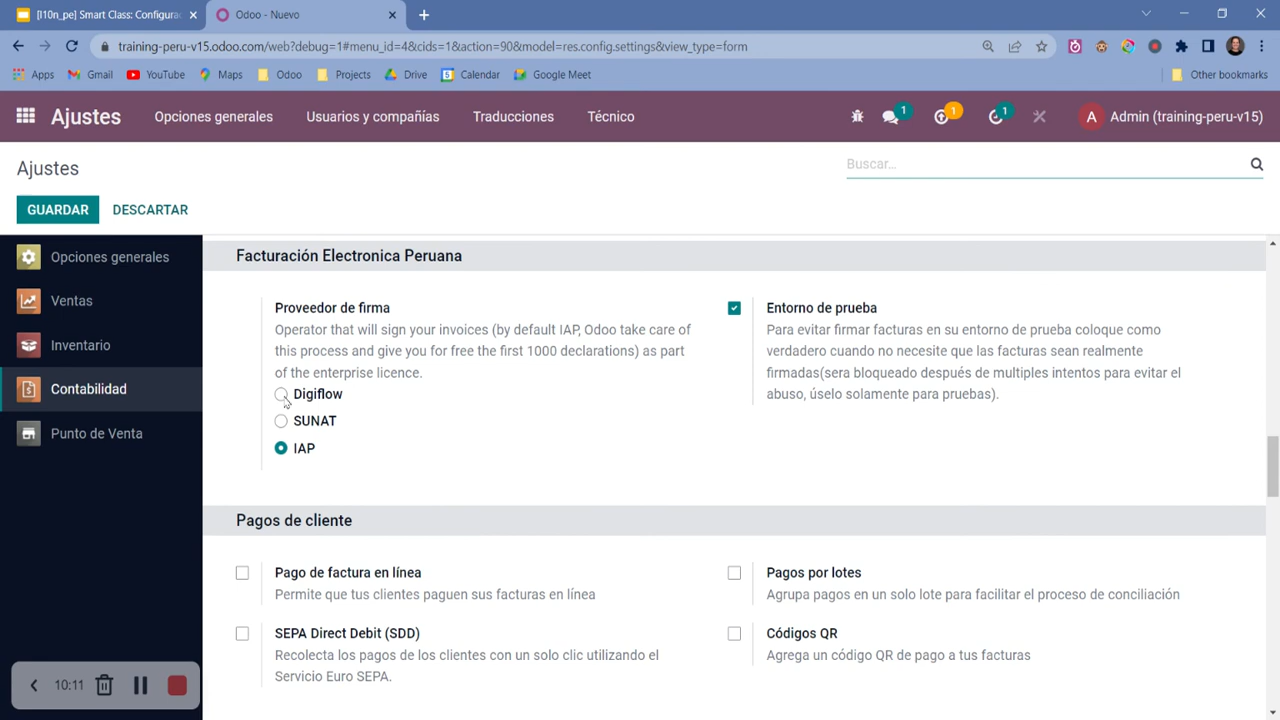 [l10n_pe] Smart Class: Configura
Odoo - Nuevo
training-peru-v15.odoo.com/web?debug=1#menu_id=4&cids=1&action=90&model=res.config.settings&view_type=form
Apps
Gmail
YouTube
Maps
Odoo
Projects
Drive
Calendar
Google Meet
Other bookmarks
Ajustes
Opciones generales
Usuarios y compañías
Traducciones
Técnico
1
1
1
A
Admin (training-peru-v15)
Ajustes
Buscar...
GUARDAR
DESCARTAR
Opciones generales
Ventas
Inventario
Contabilidad
Punto de Venta
10:11
Facturación Electronica Peruana
Proveedor de firma
Operator that will sign your invoices (by default IAP, Odoo take care of
this process and give you for free the first 1000 declarations) as part
of the enterprise licence.
Digiflow
SUNAT
IAP
Entorno de prueba
Para evitar firmar facturas en su entorno de prueba coloque como
verdadero cuando no necesite que las facturas sean realmente
firmadas(sera bloqueado después de multiples intentos para evitar el
abuso, úselo solamente para pruebas).
Pagos de cliente
Pago de factura en línea
Permite que tus clientes paguen sus facturas en línea
Pagos por lotes
Agrupa pagos en un solo lote para facilitar el proceso de conciliación
SEPA Direct Debit (SDD)
Recolecta los pagos de los clientes con un solo clic utilizando el
Servicio Euro SEPA.
Códigos QR
Agrega un código QR de pago a tus facturas